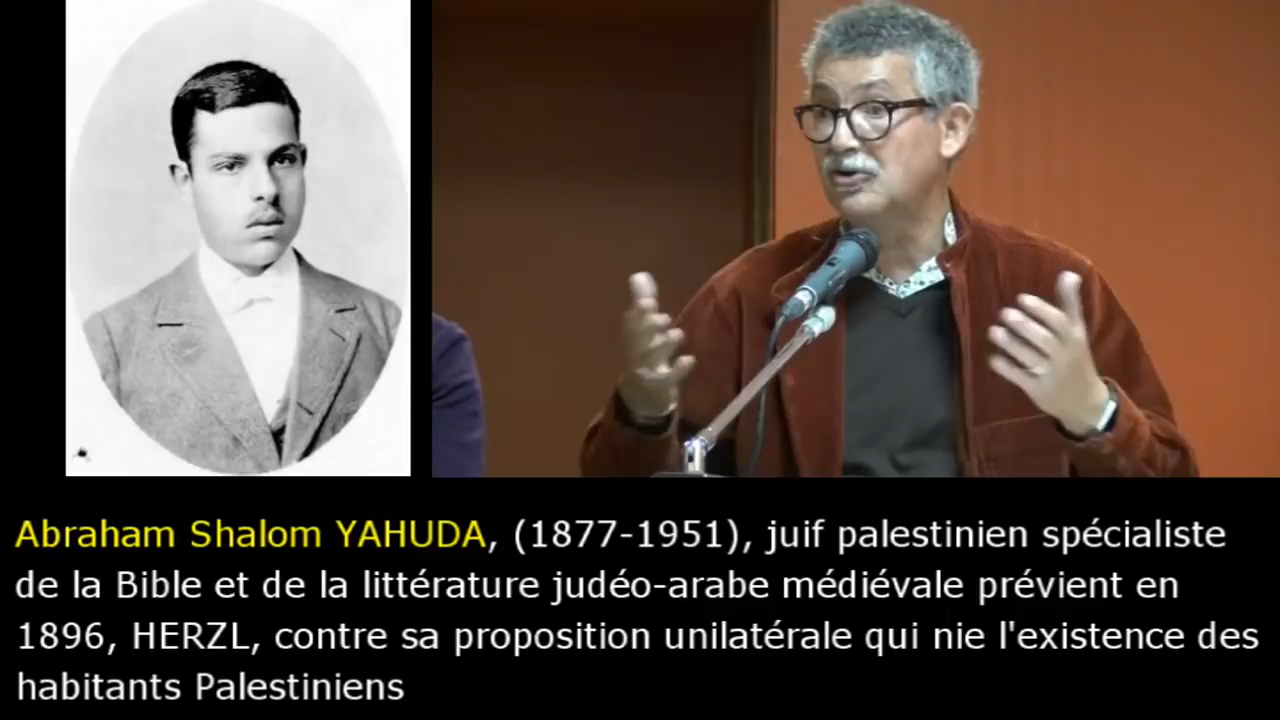 Abraham Shalom YAHUDA, (1877-1951), juif palestinien spécialiste
de la Bible et de la littérature judéo-arabe médiévale prévient en
1896, HERZL, contre sa proposition unilatérale qui nie l'existence des
habitants Palestiniens